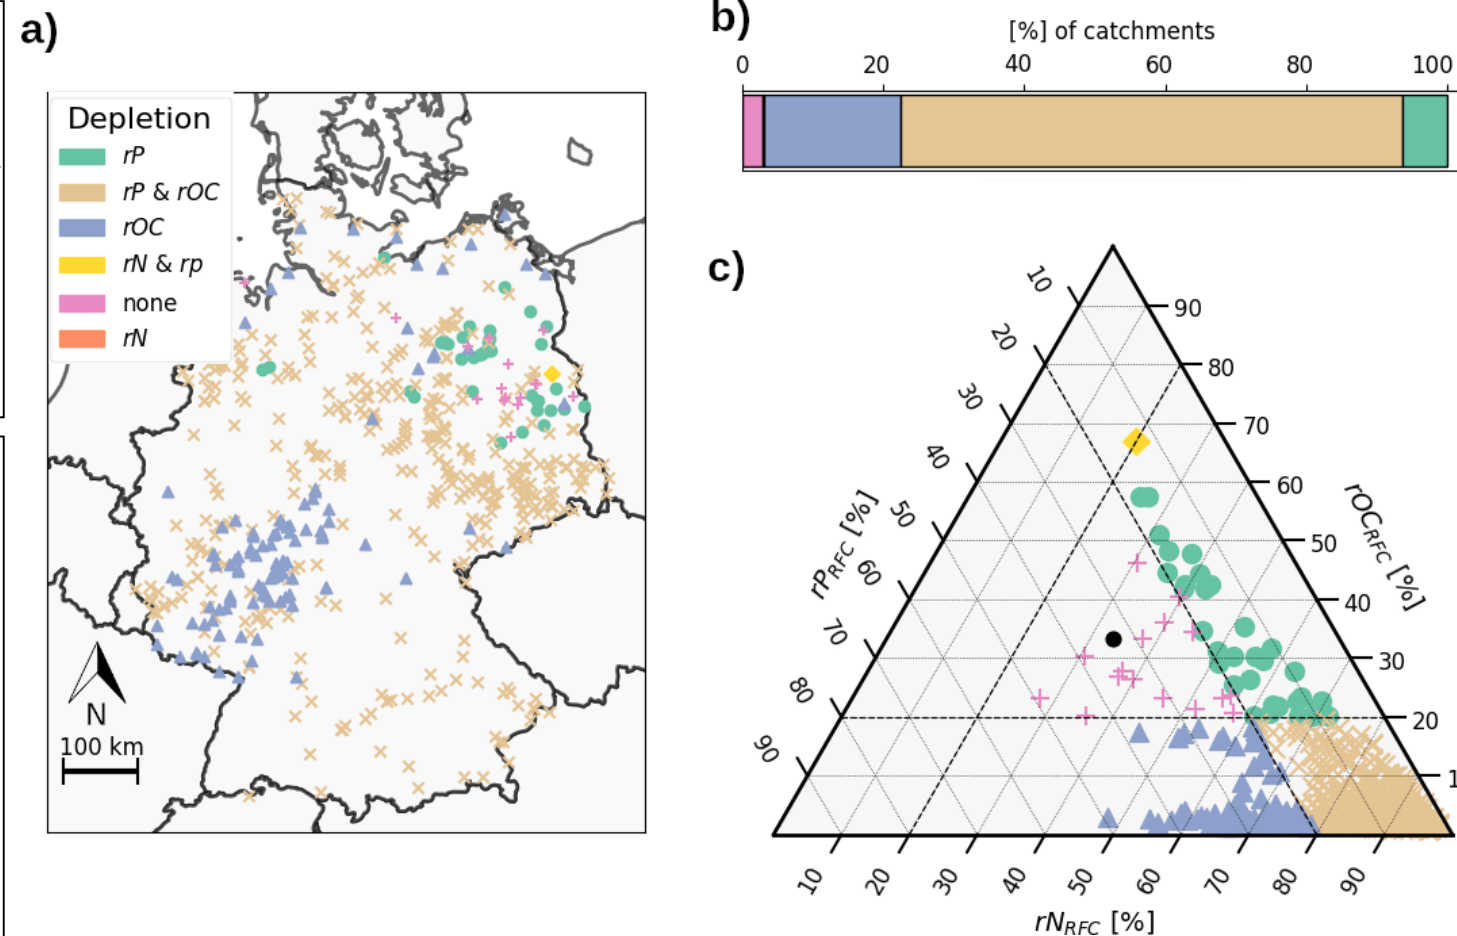 a)
Depletion
rP
rP & rOC
rOC
rN & rp
none
rN
N
100 km
b)
[%] of catchments
0 20 40 60 80 100
c)
10
20
30
40
50
60
70
80
90
rP_RFC [%]
90
80
70
60
50
40
30
20
1
rOC_RFC [%]
10 20 30 40 50 60 70 80 90
rN_RFC [%]